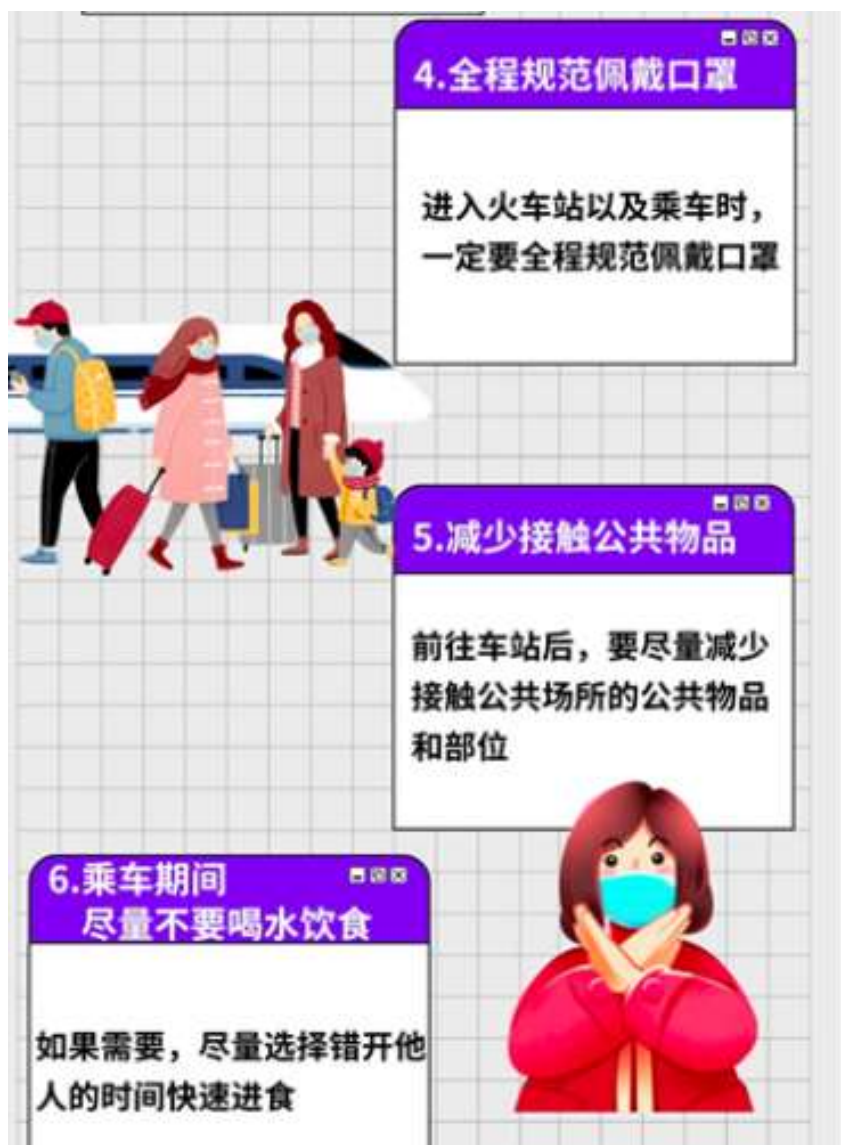 4.全程规范佩戴口罩
进入火车站以及乘车时，
一定要全程规范佩戴口罩
5.减少接触公共物品
前往车站后，要尽量减少
接触公共场所的公共物品
和部位
6.乘车期间
尽量不要喝水饮食
如果需要，尽量选择错开他
人的时间快速进食